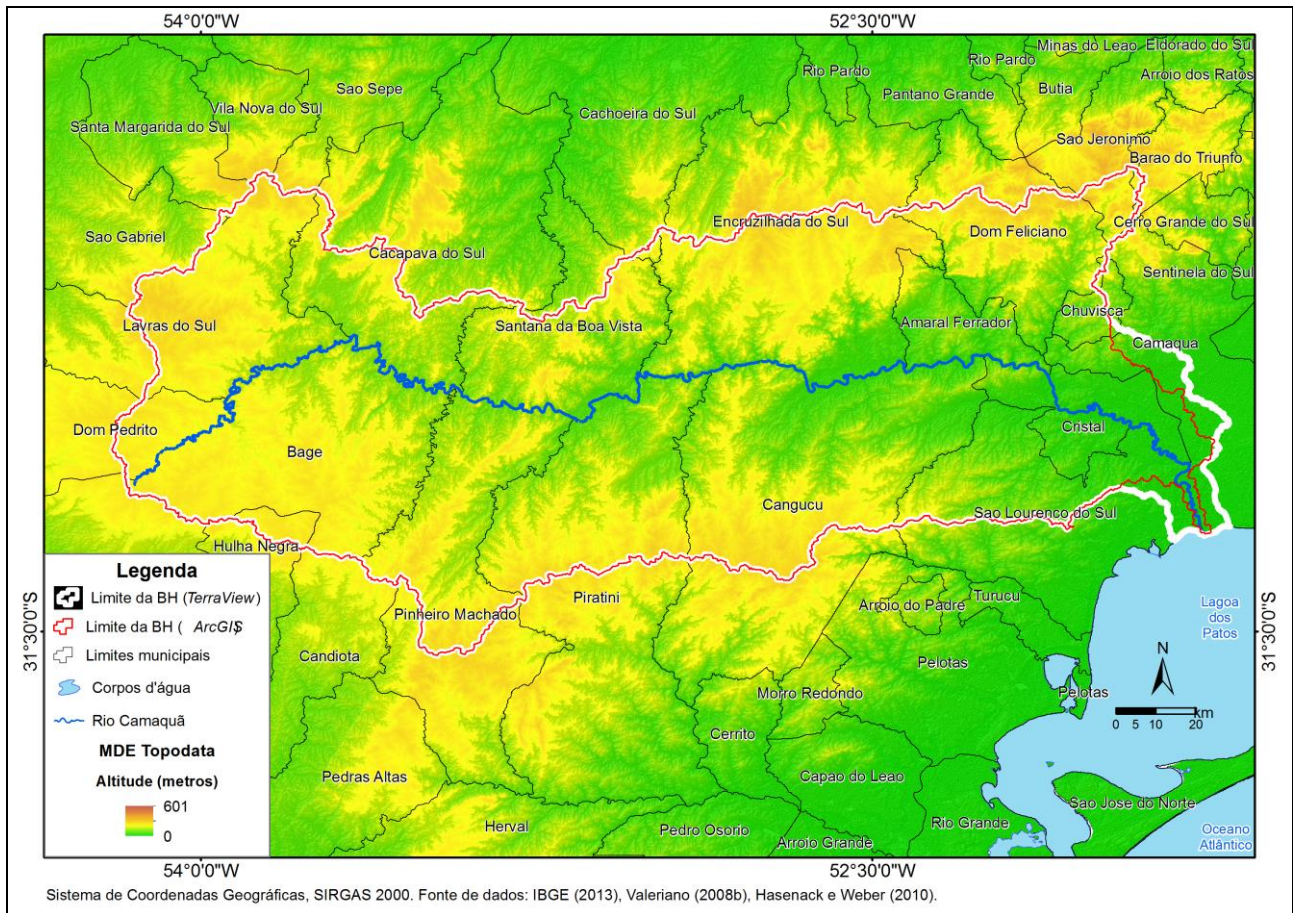 54°0'0"W
52°30'0"W
Minas do Leao
Eldorado do Sul
Rio Pardo
Rio Pardo
Sao Sepe
Arroio dos Ratos
Butia
Vila Nova do Sul
Pantano Grande
Cachoeira do Sul
Santa Margarida do Sul
Sao Jeronimo
Barao do Triunfo
Encruzilhada do Sul
Cerro Grande do Sul
Dom Feliciano
Sao Gabriel
Cacapava do Sul
Sentinela do Sul
Chuvisca
Lavras do Sul
Santana da Boa Vista
Amaral Ferrador
Camaqua
Dom Pedrito
Cristal
Bage
Cangucu
Sao Lourenco do Sul
Hulha Negra
Piratini
Turucu
Pinheiro Machado
Arroio do Padre
Lagoa
dos
Patos
31°30'0"S
31°30'0"S
Candiota
Pelotas
N
Morro Redondo
Pelotas
0 5 10 20
km
Cerrito
Pedras Altas
Capao do Leao
Sao Jose do Norte
Herval
Pedro Osorio
Rio Grande
Arroio Grande
Oceano
Atlântico
Legenda
Limite da BH (TerraView)
Limite da BH ( ArcGI$
Limites municipais
Corpos d'água
Rio Camaquã
MDE Topodata
Altitude (metros)
601
0
54°0'0"W
52°30'0"W
Sistema de Coordenadas Geográficas, SIRGAS 2000. Fonte de dados: IBGE (2013), Valeriano (2008b), Hasenack e Weber (2010).